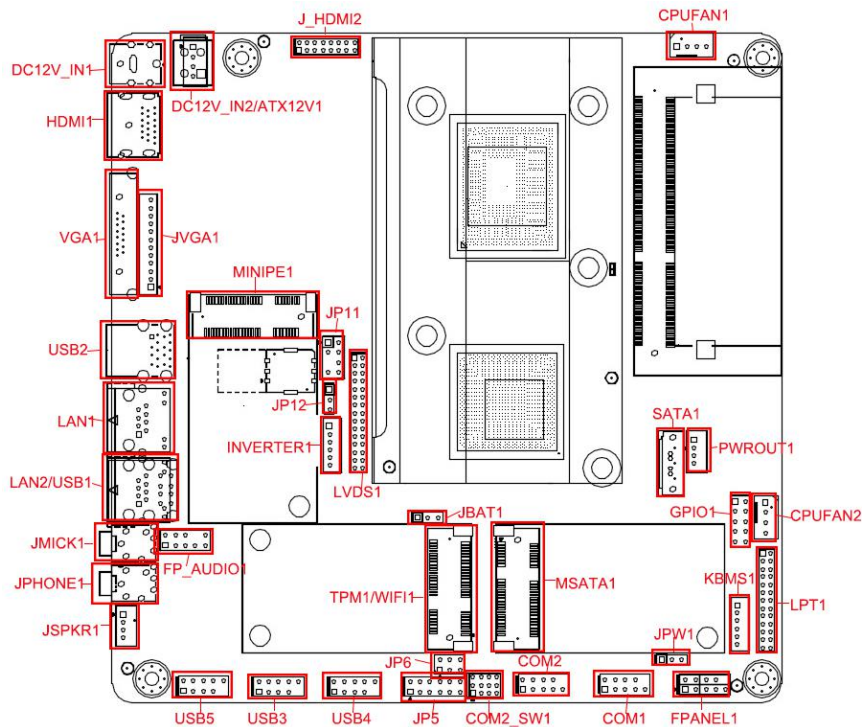 J_HDMI2
CPUFAN1
DC12V_IN1
DC12V_IN2/ATX12V1
HDMI1
VGA1
JVGA1
MINIPE1
JP11
USB2
JP12
LAN1
SATA1
INVERTER1
PWROUT1
LAN2/USB1
LVDS1
JBAT1
GPIO1
CPUFAN2
JMICK1
FP_AUDIO1
JPHONE1
TPM1/WIFI1
MSATA1
KBMS1
LPT1
JSPKR1
JP6
COM2
JPW1
USB5
USB3
USB4
JP5
COM2_SW1
COM1
FPANEL1